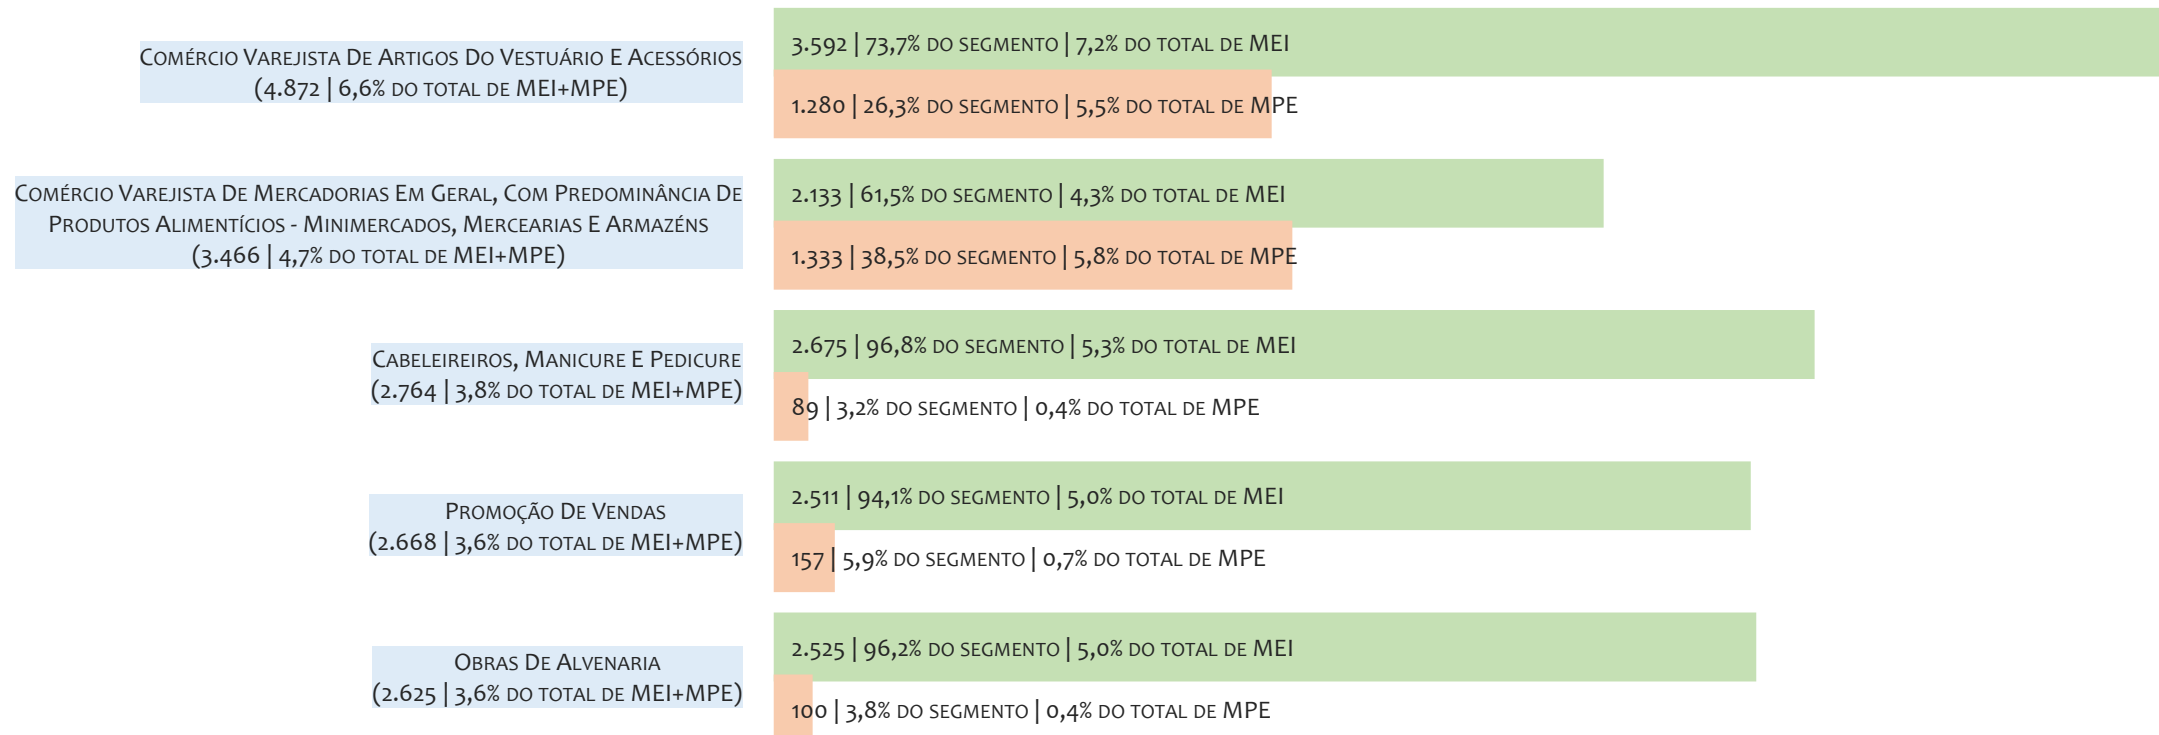 Comércio Varejista De Artigos Do Vestuário E Acessórios
(4.872 | 6,6% do total de MEI+MPE)
3.592 | 73,7% do segmento | 7,2% do total de MEI
1.280 | 26,3% do segmento | 5,5% do total de MPE
Comércio Varejista De Mercadorias Em Geral, Com Predominância De
Produtos Alimentícios - Minimercados, Mercearias E Armazéns
(3.466 | 4,7% do total de MEI+MPE)
2.133 | 61,5% do segmento | 4,3% do total de MEI
1.333 | 38,5% do segmento | 5,8% do total de MPE
Cabeleireiros, Manicure E Pedicure
(2.764 | 3,8% do total de MEI+MPE)
2.675 | 96,8% do segmento | 5,3% do total de MEI
89 | 3,2% do segmento | 0,4% do total de MPE
Promoção De Vendas
(2.668 | 3,6% do total de MEI+MPE)
2.511 | 94,1% do segmento | 5,0% do total de MEI
157 | 5,9% do segmento | 0,7% do total de MPE
Obras De Alvenaria
(2.625 | 3,6% do total de MEI+MPE)
2.525 | 96,2% do segmento | 5,0% do total de MEI
100 | 3,8% do segmento | 0,4% do total de MPE